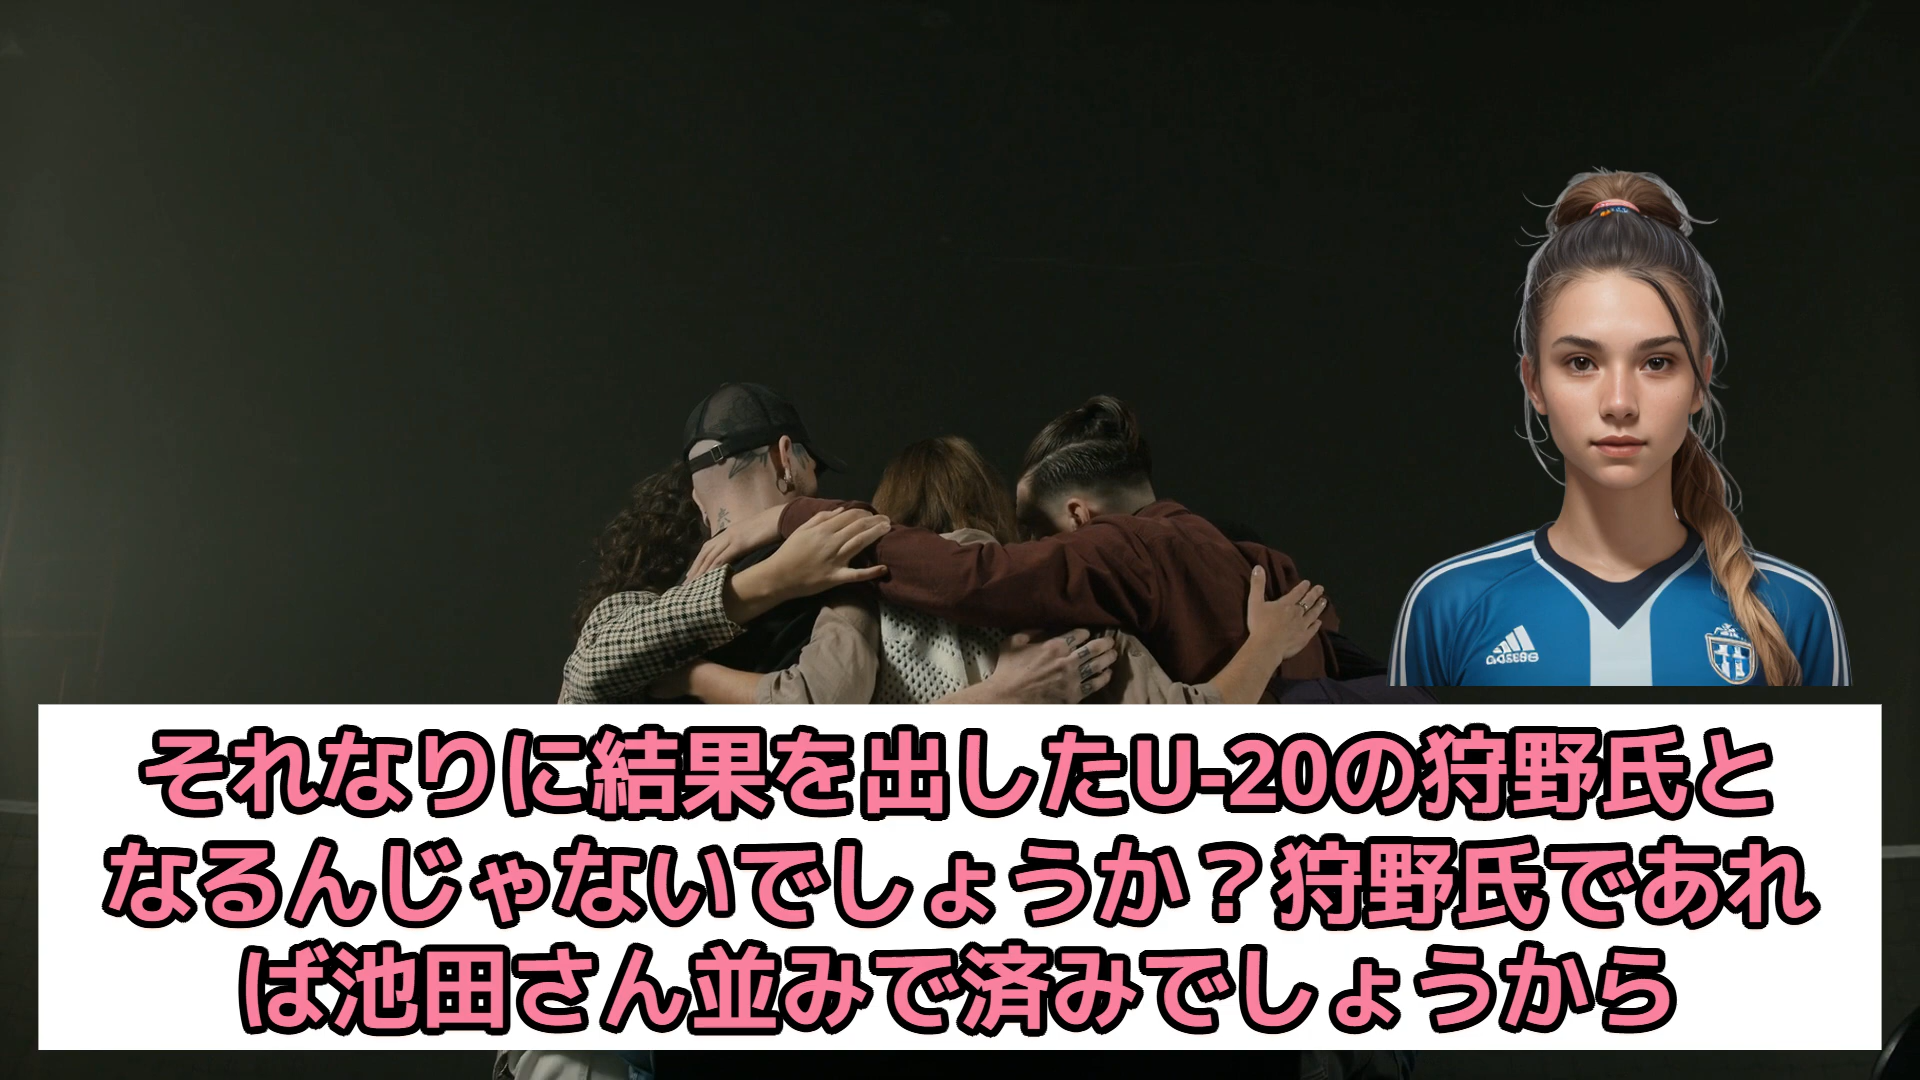 それなりに結果を出したU-20の狩野氏と
なるんじゃないでしょうか？狩野氏であれ
ば池田さん並みで済みでしょうから